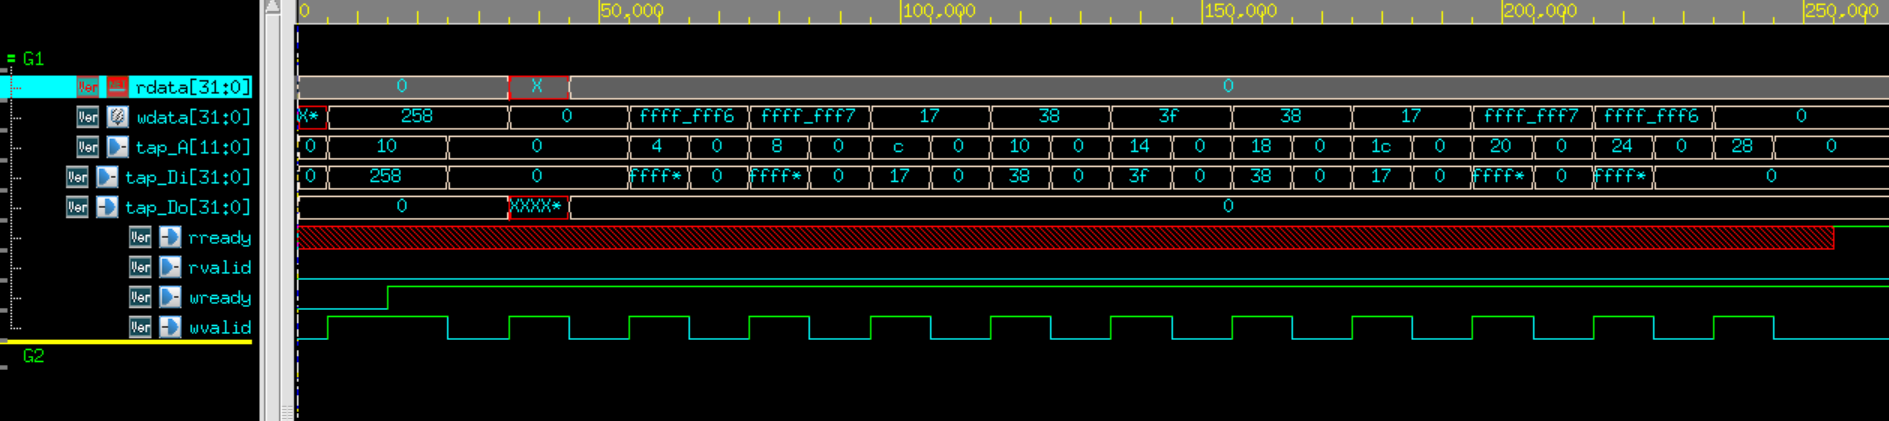 0 50,000 100,000 150,000 200,000 250,000
= G1
Ver rdata[31:0] 0 X 0
Ver wdata[31:0] X* 258 0 ffff_fff6 ffff_fff7 17 38 3f 38 17 ffff_fff7 ffff_fff6 0
Ver tap_A[11:0] 0 10 0 4 0 8 0 c 0 10 0 14 0 18 0 1c 0 20 0 24 0 28 0
Ver tap_Di[31:0] 0 258 0 ffff* 0 ffff* 0 17 0 38 0 3f 0 38 0 17 0 ffff* 0 ffff* 0
Ver tap_Do[31:0] 0 XXXX* 0
Ver rready
Ver rvalid
Ver wready
Ver wvalid
G2